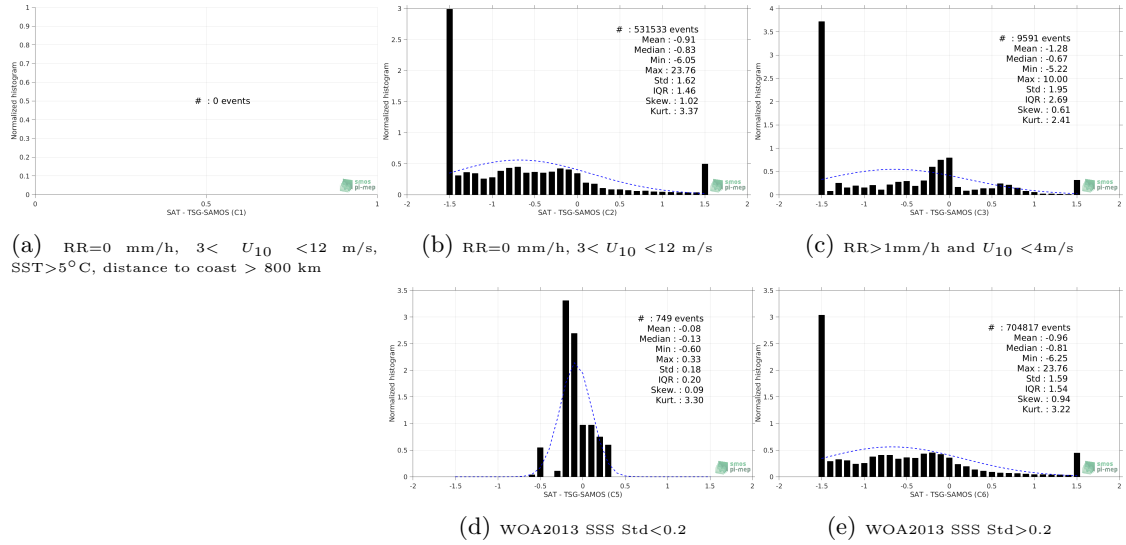 1
0.9
0.8
0.7
0.6
0.5
0.4
0.3
0.2
0.1
0
Normalized histogram
# : 0 events
0 0.5 1
SAT - TSG-SAMOS (C1)
smos
pi-mep
(a) RR=0 mm/h, 3< U10 <12 m/s,
SST>5°C, distance to coast > 800 km
3
2.5
2
1.5
1
0.5
0
Normalized histogram
# : 531533 events
Mean : -0.91
Median : -0.83
Min : -6.05
Max : 23.76
Std : 1.62
IQR : 1.46
Skew. : 1.02
Kurt. : 3.37
-2 -1.5 -1 -0.5 0 0.5 1 1.5 2
SAT - TSG-SAMOS (C2)
smos
pi-mep
(b) RR=0 mm/h, 3< U10 <12 m/s
4
3.5
3
2.5
2
1.5
1
0.5
0
Normalized histogram
# : 9591 events
Mean : -1.28
Median : -0.67
Min : -5.22
Max : 10.00
Std : 1.95
IQR : 2.69
Skew. : 0.61
Kurt. : 2.41
-2 -1.5 -1 -0.5 0 0.5 1 1.5 2
SAT - TSG-SAMOS (C3)
smos
pi-mep
(c) RR>1mm/h and U10 <4m/s
3.5
3
2.5
2
1.5
1
0.5
0
Normalized histogram
# : 749 events
Mean : -0.08
Median : -0.13
Min : -0.60
Max : 0.33
Std : 0.18
IQR : 0.20
Skew. : 0.09
Kurt. : 3.30
-2 -1.5 -1 -0.5 0 0.5 1 1.5 2
SAT - TSG-SAMOS (C5)
smos
pi-mep
(d) WOA2013 SSS Std<0.2
3.5
3
2.5
2
1.5
1
0.5
0
Normalized histogram
# : 704817 events
Mean : -0.96
Median : -0.81
Min : -6.25
Max : 23.76
Std : 1.59
IQR : 1.54
Skew. : 0.94
Kurt. : 3.22
-2 -1.5 -1 -0.5 0 0.5 1 1.5 2
SAT - TSG-SAMOS (C6)
smos
pi-mep
(e) WOA2013 SSS Std>0.2